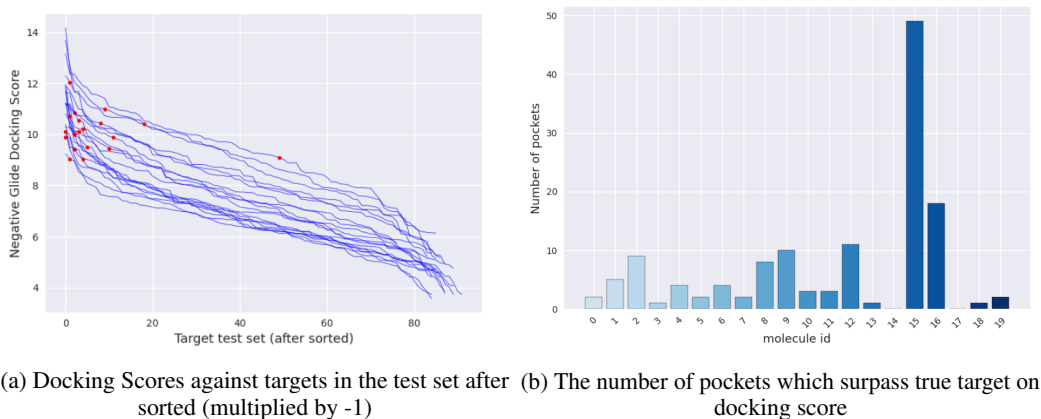 14
12
10
8
6
4
Negative Glide Docking Score
0 20 40 60 80
Target test set (after sorted)
50
40
30
20
10
0
Number of pockets
0 1 2 3 4 5 6 7 8 9 10 11 12 13 14 15 16 17 18 19
molecule id
(a) Docking Scores against targets in the test set after
sorted (multiplied by -1)
(b) The number of pockets which surpass true target on
docking score